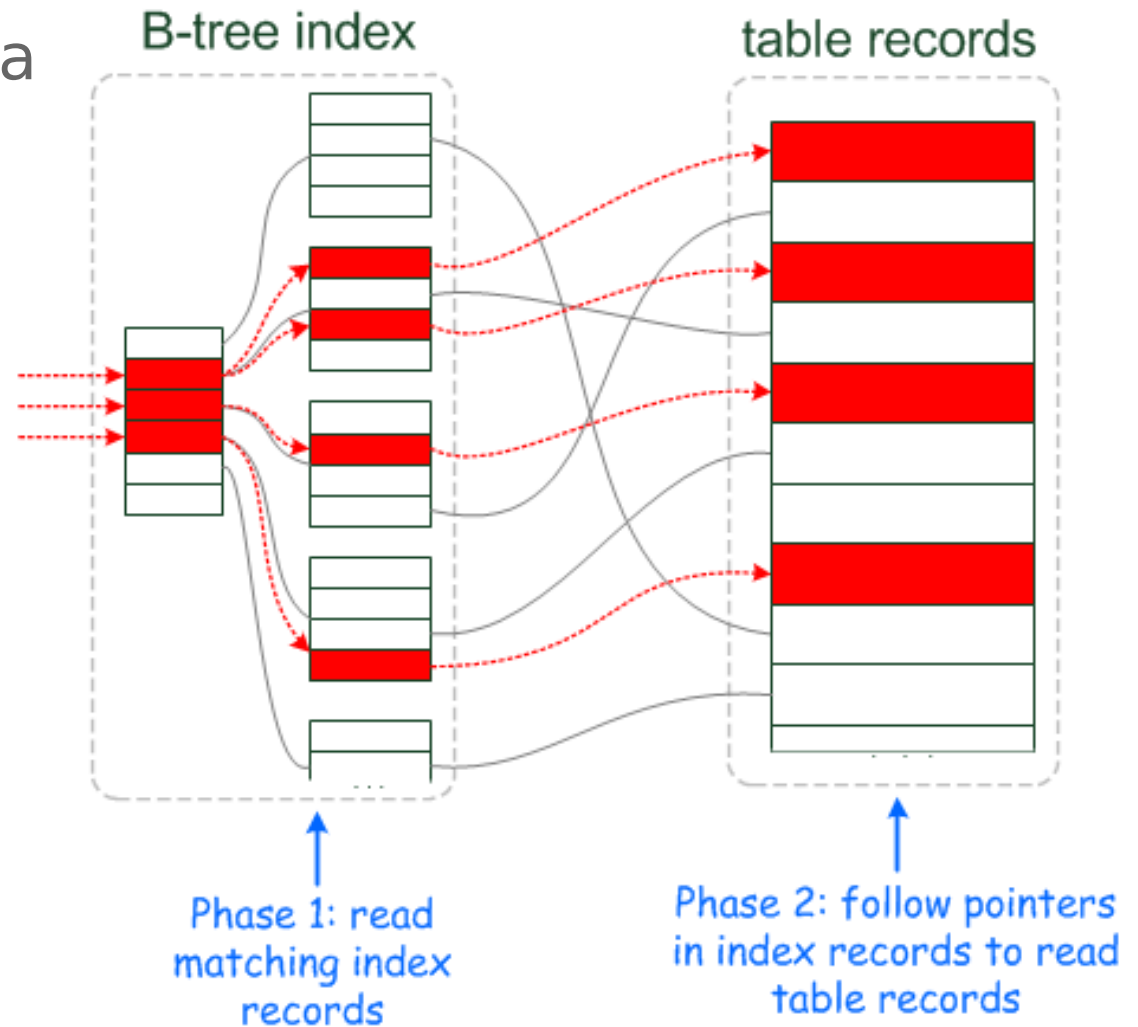 a
B-tree index
table records
...
. . .
Phase 1: read
matching index
records
Phase 2: follow pointers
in index records to read
table records